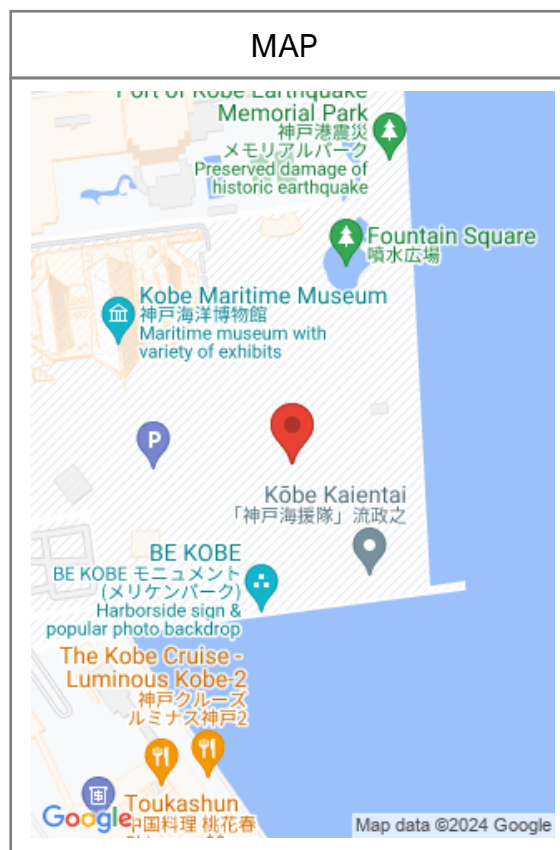 MAP
Port of Kobe Earthquake
Memorial Park
神戸港震災
メモリアルパーク
Preserved damage of
historic earthquake
Fountain Square
噴水広場
Kobe Maritime Museum
神戸海洋博物館
Maritime museum with
variety of exhibits
P
Kōbe Kaientai
「神戸海援隊」流政之
BE KOBE
BE KOBE モニュメント
(メリケンパーク)
Harborside sign &
popular photo backdrop
The Kobe Cruise -
Luminous Kobe-2
神戸クルーズ
ルミナス神戸2
Toukashun
中国料理 桃花春
Google
Map data ©2024 Google